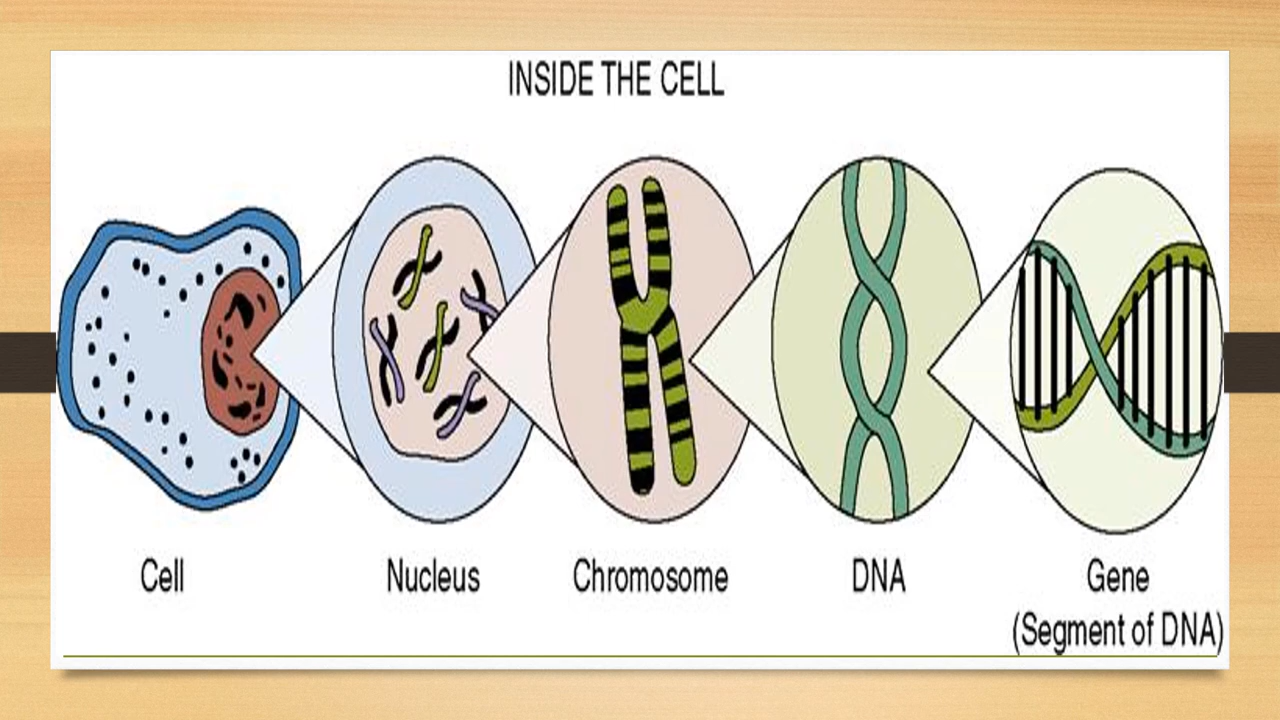 INSIDE THE CELL
Cell
Nucleus
Chromosome
DNA
Gene
(Segment of DNA)